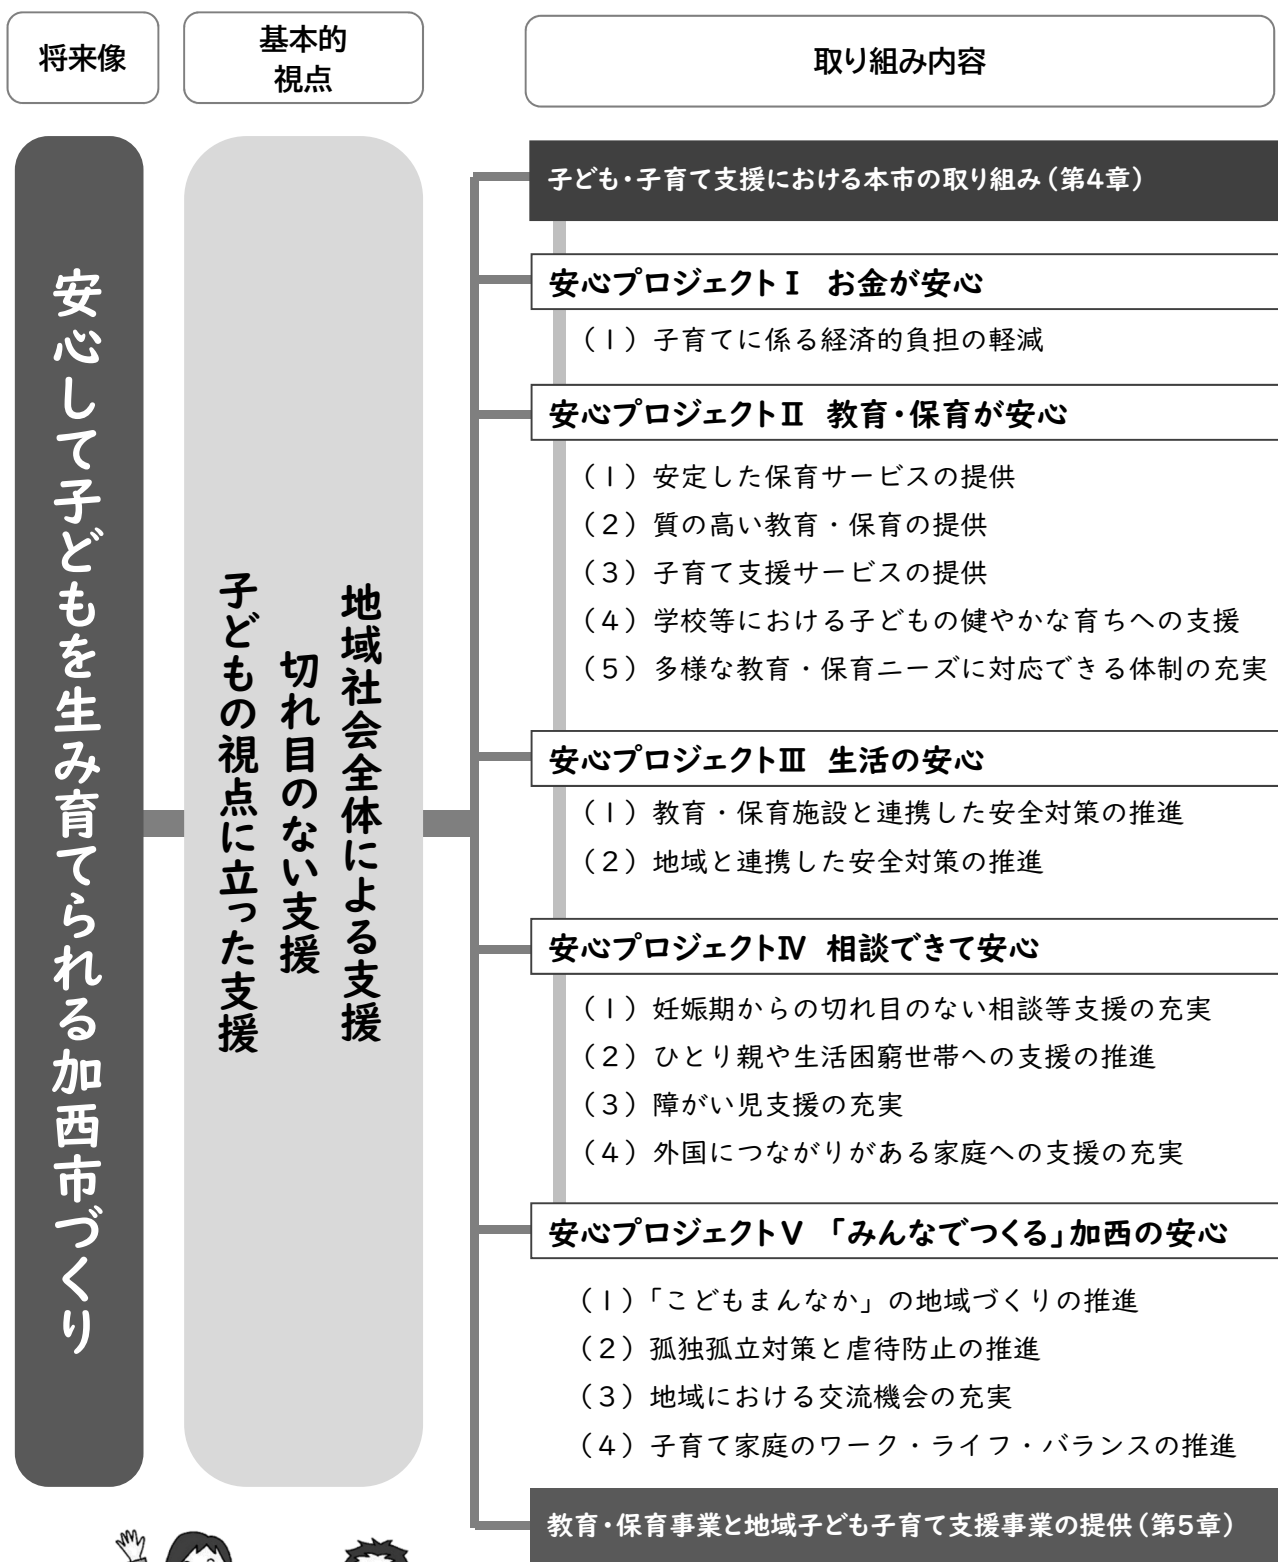 将来像
基本的
視点
取り組み内容
安心して子どもを生み育てられる加西市づくり
地域社会全体による支援
切れ目のない支援
子どもの視点に立った支援
子ども・子育て支援における本市の取り組み（第4章）
安心プロジェクトⅠ　お金が安心
（1）子育てに係る経済的負担の軽減
安心プロジェクトⅡ　教育・保育が安心
（1）安定した保育サービスの提供
（2）質の高い教育・保育の提供
（3）子育て支援サービスの提供
（4）学校等における子どもの健やかな育ちへの支援
（5）多様な教育・保育ニーズに対応できる体制の充実
安心プロジェクトⅢ　生活の安心
（1）教育・保育施設と連携した安全対策の推進
（2）地域と連携した安全対策の推進
安心プロジェクトⅣ　相談できて安心
（1）妊娠期からの切れ目のない相談等支援の充実
（2）ひとり親や生活困窮世帯への支援の推進
（3）障がい児支援の充実
（4）外国につながりがある家庭への支援の充実
安心プロジェクトⅤ　「みんなでつくる」加西の安心
（1）「こどもまんなか」の地域づくりの推進
（2）孤独孤立対策と虐待防止の推進
（3）地域における交流機会の充実
（4）子育て家庭のワーク・ライフ・バランスの推進
教育・保育事業と地域子ども子育て支援事業の提供（第5章）